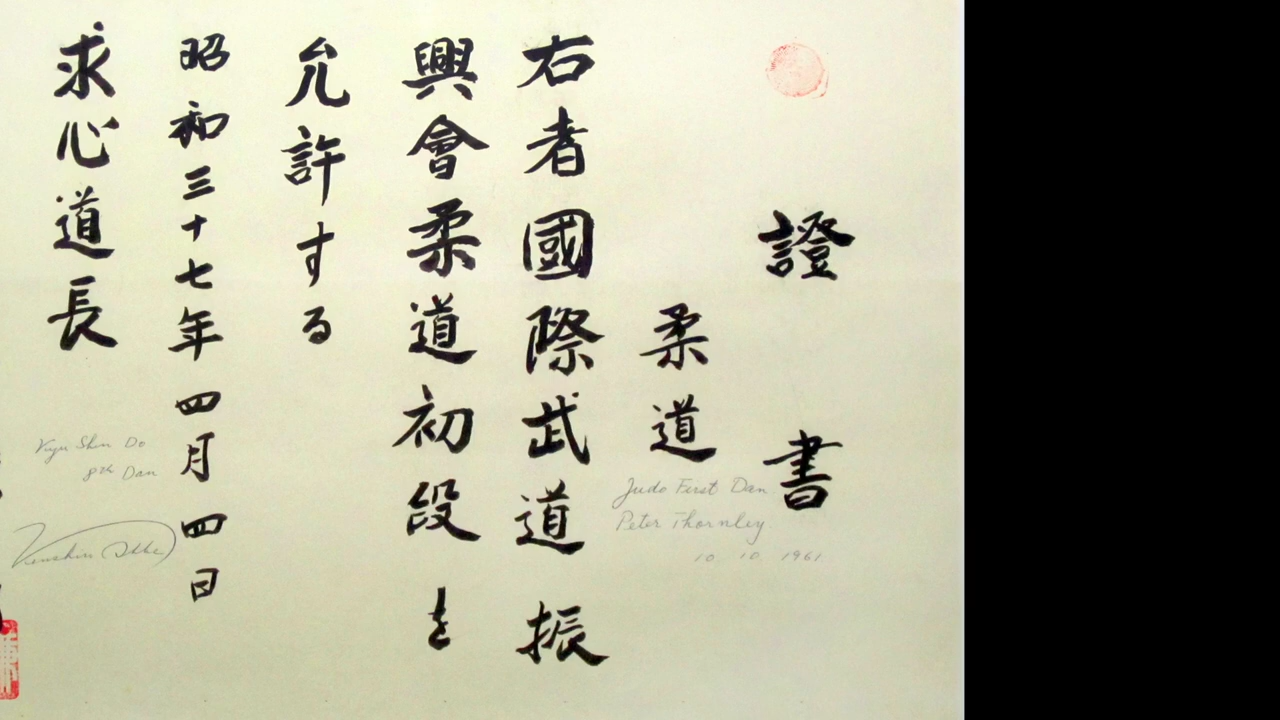 證書
柔道
Judo First Dan
Peter Thornley.
10. 10. 1961
右者國際武道振
興會柔道初段を
允許する
昭和三十七年四月四日
求心道長
Shin Do
8th Dan